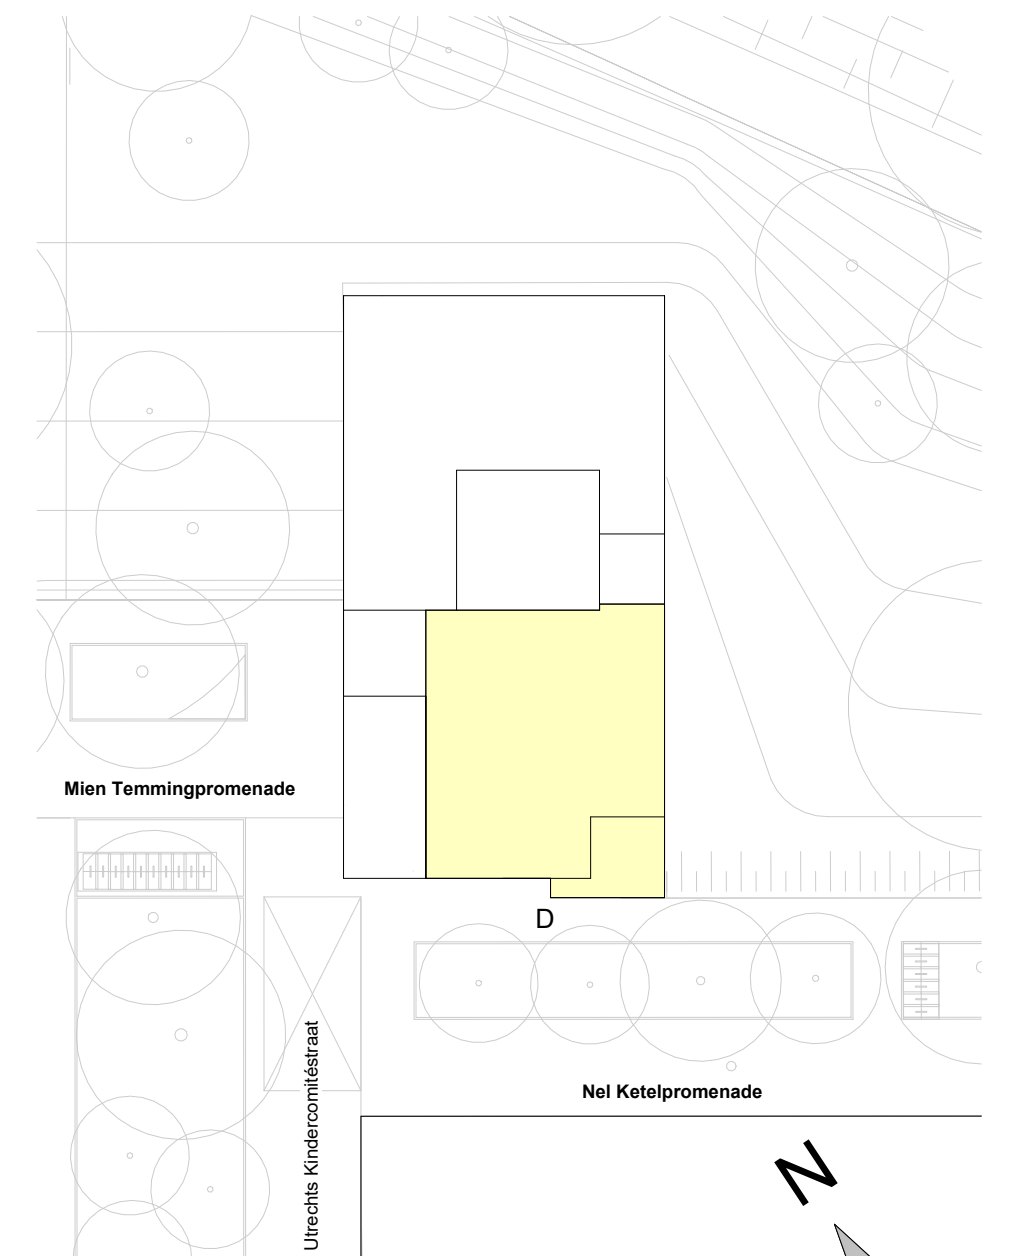 Mien Temmingpromenade
D
Utrechts Kindercomitéstraat
Nel Ketelpromenade
N